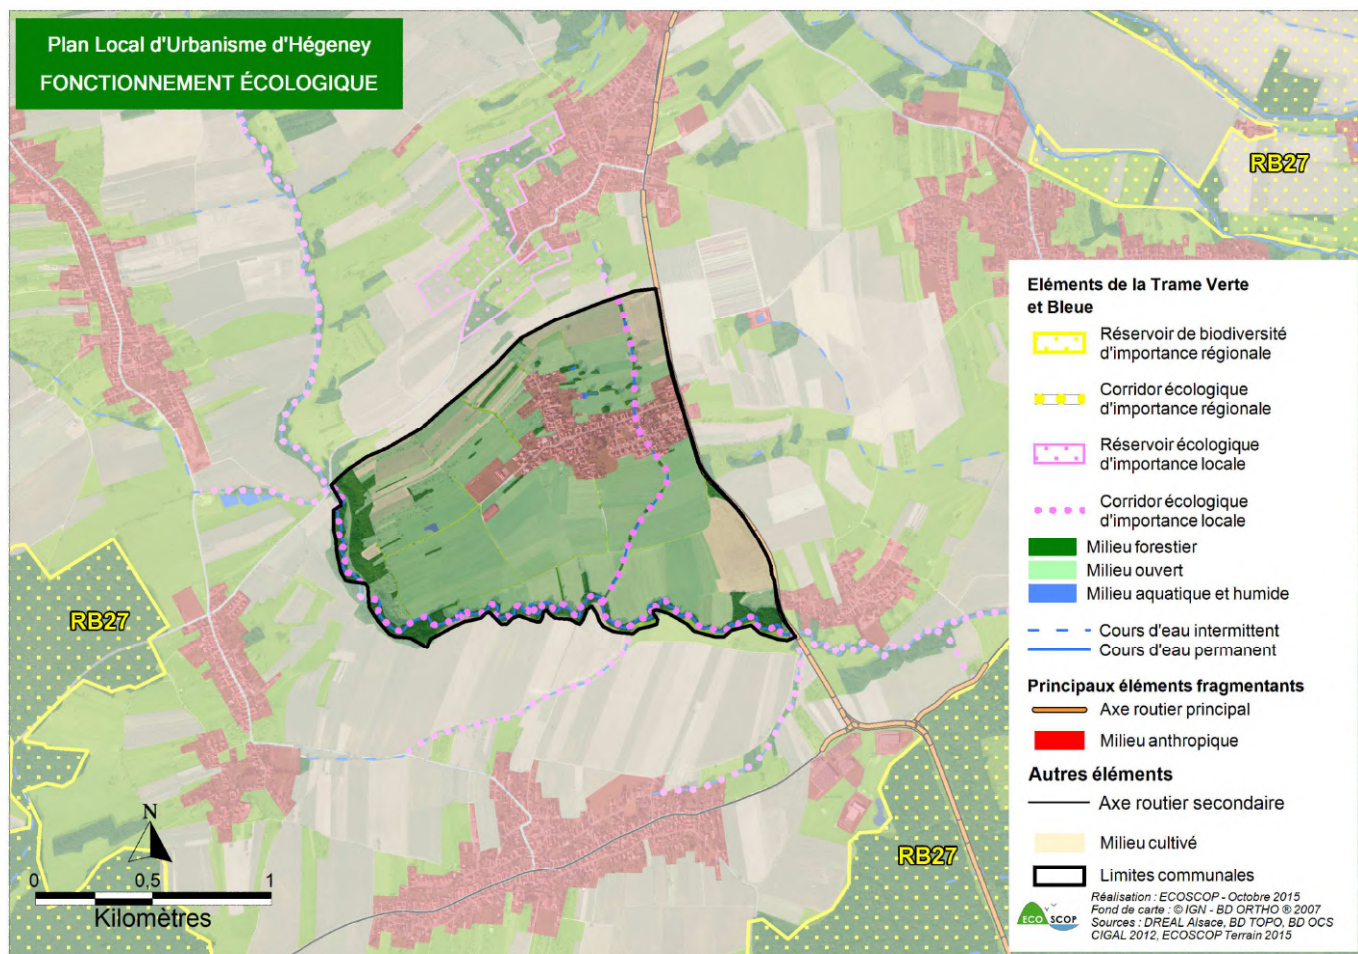 Plan Local d'Urbanisme d'Hégeney
FONCTIONNEMENT ÉCOLOGIQUE
RB27
RB27
RB27
Eléments de la Trame Verte
et Bleue
Réservoir de biodiversité
d'importance régionale
Corridor écologique
d'importance régionale
Réservoir écologique
d'importance locale
Corridor écologique
d'importance locale
Milieu forestier
Milieu ouvert
Milieu aquatique et humide
Cours d'eau intermittent
Cours d'eau permanent
Principaux éléments fragmentants
Axe routier principal
Milieu anthropique
Autres éléments
Axe routier secondaire
Milieu cultivé
Limites communales
Réalisation : ECOSCOP - Octobre 2015
Fond de carte : © IGN - BD ORTHO ® 2007
Sources : DREAL Alsace, BD TOPO, BD OCS
CIGAL 2012, ECOSCOP Terrain 2015
ECO SCOP
N
0 0,5 1
Kilomètres